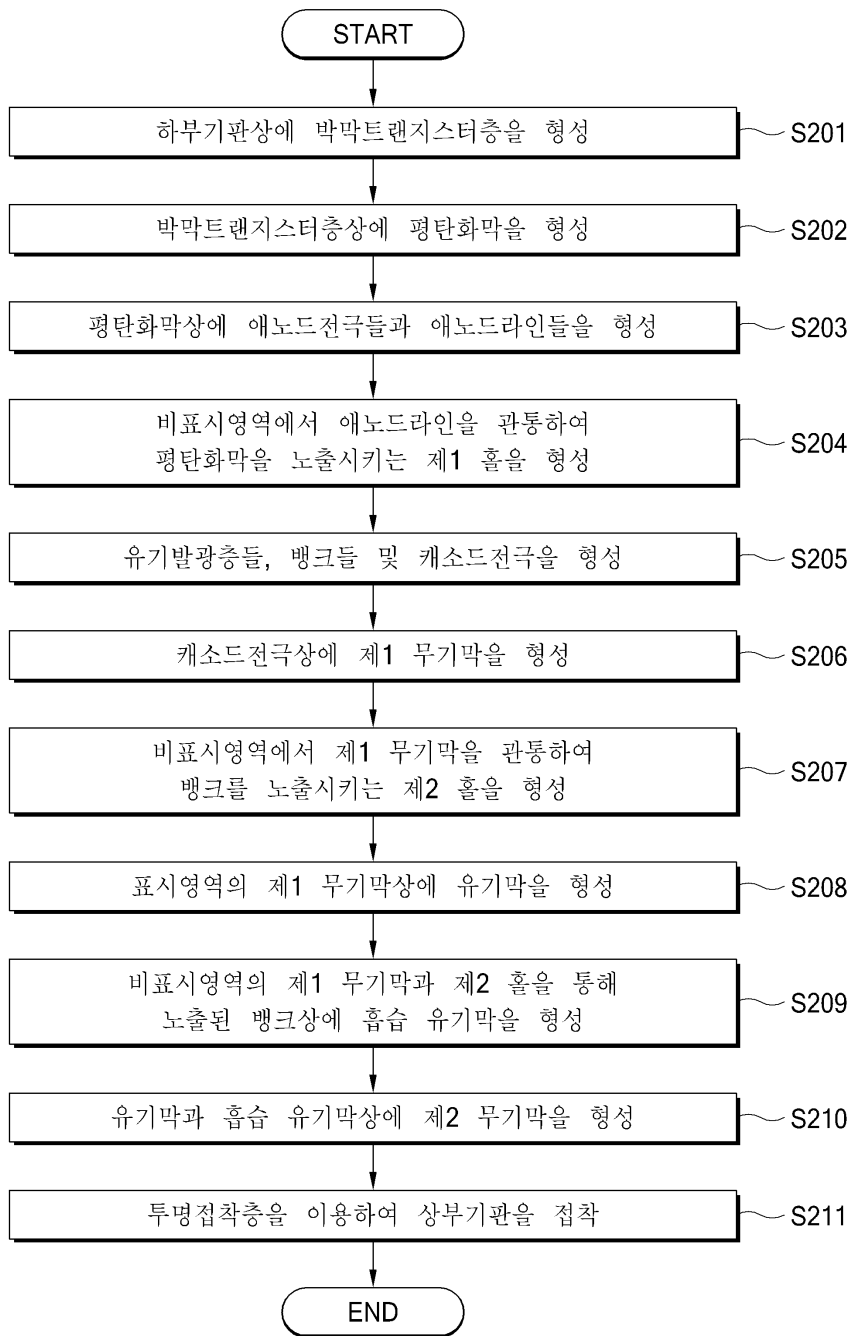 START
하부기판상에 박막트랜지스터층을 형성
S201
박막트랜지스터층상에 평탄화막을 형성
S202
평탄화막상에 애노드전극들과 애노드라인들을 형성
S203
비표시영역에서 애노드라인을 관통하여
평탄화막을 노출시키는 제1 홀을 형성
S204
유기발광층들, 뱅크들 및 캐소드전극을 형성
S205
캐소드전극상에 제1 무기막을 형성
S206
비표시영역에서 제1 무기막을 관통하여
뱅크를 노출시키는 제2 홀을 형성
S207
표시영역의 제1 무기막상에 유기막을 형성
S208
비표시영역의 제1 무기막과 제2 홀을 통해
노출된 뱅크상에 흡습 유기막을 형성
S209
유기막과 흡습 유기막상에 제2 무기막을 형성
S210
투명접착층을 이용하여 상부기판을 접착
S211
END